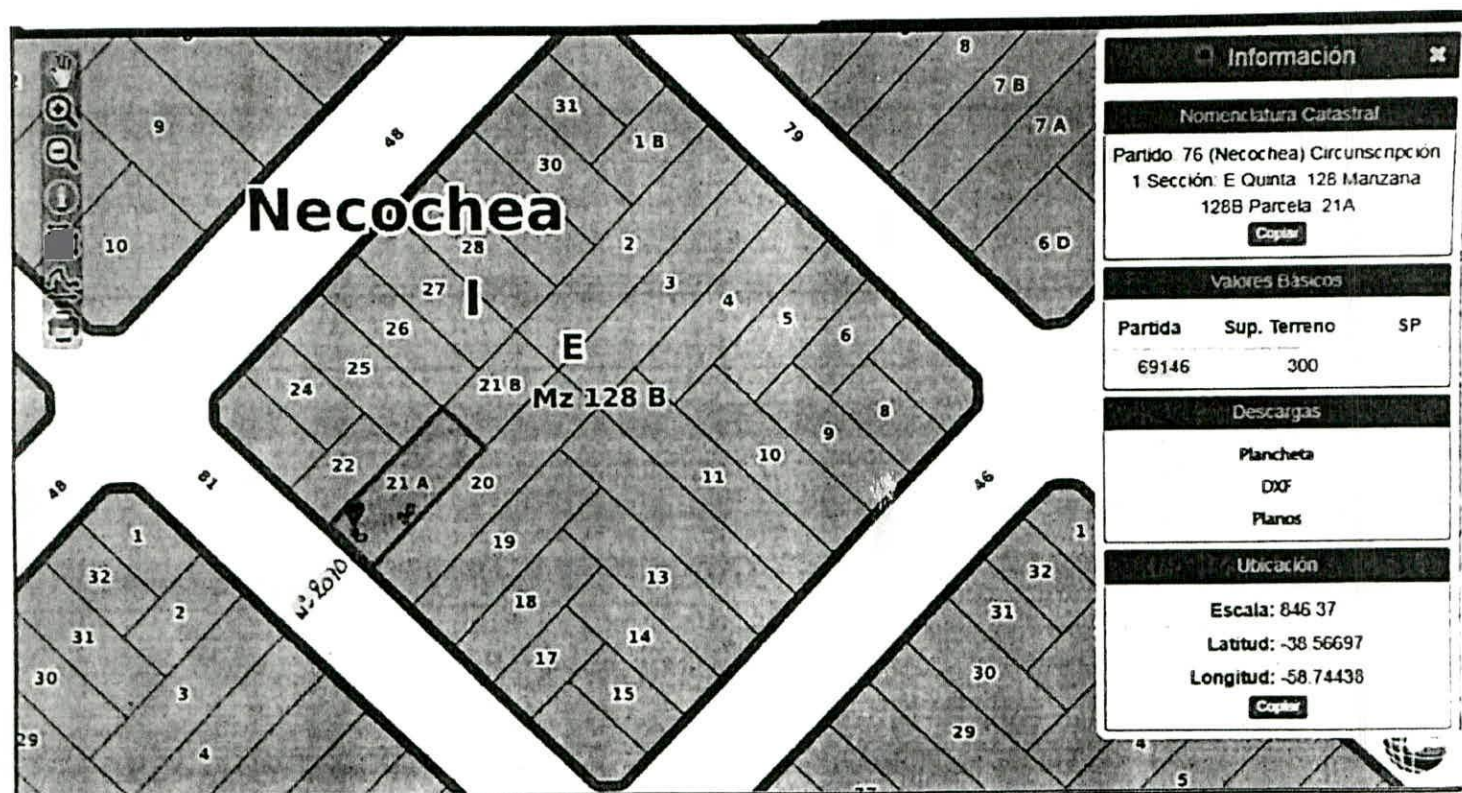 Necochea
I
E
Mz 128 B
9
10
48
31
1 B
30
28
27
26
25
24
22
21 B
21 A
20
19
18
17
15
14
13
11
10
9
8
6
5
4
3
2
79
8
7 B
7 A
6 D
46
81
48
Nº 2070
1
32
31
30
29
2
3
4
1
32
31
30
29
4
5
Información
Nomenclatura Catastral
Partido: 76 (Necochea) Circunscripción
1 Sección: E Quinta: 128 Manzana
128B Parcela: 21A
Copiar
Valores Básicos
Partida Sup. Terreno SP
69146 300
Descargas
Plancheta
DXF
Planos
Ubicación
Escala: 846.37
Latitud: -38.56697
Longitud: -58.74438
Copiar